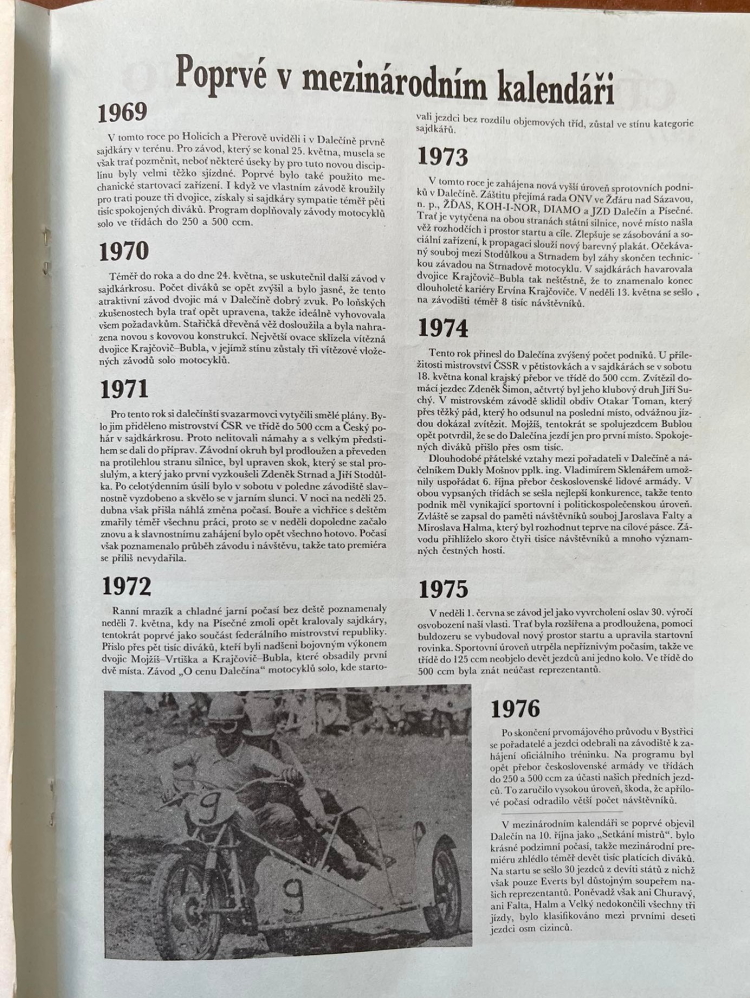 Poprvé v mezinárodním kalendáři
1969
V tomto roce po Holicích a Přerově uviděli i v Dalečíně prvně
sajdkáry v terénu. Pro závod, který se konal 25. května, musela se
však trať pozměnit, neboť některé úseky by pro tuto novou discip-
línu byly velmi těžko sjízdné. Poprvé bylo také použito me-
chanické startovací zařízení. I když ve vlastním závodě kroužily
pro trati pouze tři dvojice, získaly si sajdkáry sympatie téměř pěti
tisíc spokojených diváků. Program doplňovaly závody motocyklů
solo ve třídách do 250 a 500 ccm.
1970
Téměř do roka a do dne 24. května, se uskutečnil další závod v
sajdkárkrosu. Počet diváků se opět zvýšil a bylo jasné, že tento
atraktivní závod dvojic má v Dalečíně dobrý zvuk. Po loňských
zkušenostech byla trať opět upravena, takže ideálně vyhovovala
všem požadavkům. Stařičká dřevěná věž dosloužila a byla nahra-
zena novou s kovovou konstrukcí. Největší ovace sklízela vítězná
dvojice Krajčovič–Bubla, v jejímž stínu zůstaly tři vítězové vlože-
ných závodů solo motocyklů.
1971
Pro tento rok si dalečínští svazarmovci vytyčili smělé plány. By-
lo jim přiděleno mistrovství ČSR ve třídě do 500 ccm a Český po-
hár v sajdkárkrosu. Proto nelitovali námahy a s velkým předsti-
hem se dali do příprav. Závodní okruh byl prodloužen a převeden
na protilehlou stranu silnice, byl upraven skok, který se stal pro-
slulým, a který jako první vyzkoušeli Zdeněk Strnad a Jiří Stodůl-
ka. Po celotýdenním úsilí bylo v sobotu v poledne závodiště slav-
nostně vyzdobeno a skvělo se v jarním slunci. V noci na neděli 25.
dubna však přišla náhlá změna počasí. Bouře a vichřice s deštěm
zmařily téměř všechnu práci, proto se v neděli dopoledne začalo
znovu a k slavnostnímu zahájení bylo opět všechno hotovo. Počasí
však poznamenalo průběh závodu i návštěvu, takže tato premiéra
se příliš nevydařila.
1972
Ranní mrazík a chladné jarní počasí bez deště poznamenaly
neděli 7. května, kdy na Písečné zmoli opět kralovaly sajdkáry,
tentokrát poprvé jako součást federálního mistrovství republiky.
Přislo přes pět tisíc diváků, kteří byli nadšeni bojovným výkonem
dvojic Mojžíš–Vrtiška a Krajčovič–Bubla, které obsadily první
dvě místa. Závod „O cenu Dalečína" motocyklů solo, kde starto-
vali jezdci bez rozdílu objemových tříd, zůstal ve stínu kategorie
sajdkářů.
1973
V tomto roce je zahájena nová vyšší úroveň sprotovních podni-
ků v Dalečíně. Záštitu přejímá rada ONV ve Žďáru nad Sázavou,
n. p., ŽĎAS, KOH-I-NOR, DIAMO a JZD Dalečín a Písečné.
Trať je vytyčena na obou stranách státní silnice, nové místo našla
věž rozhodčích i prostor startu a cíle. Zlepšuje se zásobování a so-
ciální zařízení, k propagaci slouží nový barevný plakát. Očekáva-
ný souboj mezi Stodůlkou a Strnadem byl záhy skončen technic-
kou závadou na Strnadově motocyklu. V sajdkárách havarovala
dvojice Krajčovič–Bubla tak neštěstně, že to znamenalo konec
dlouholeté kariéry Ervína Krajčoviče. V neděli 13. května se sešlo
na závodišti téměř 8 tisíc návštěvníků.
1974
Tento rok přinesl do Dalečína zvýšený počet podniků. U příle-
žitosti mistrovství ČSSR v pětistovkách a v sajdkárách se v sobotu
18. května konal krajský přebor ve třídě do 500 ccm. Zvítězil do-
mácí jezdec Zdeněk Šimon, ačtvrtý byl jeho klubový druh Jiří Su-
chý. V mistrovském závodě sklidil obdiv Otakar Toman, který
přes těžký pád, který ho odsunul na poslední místo, odvážnou jíz-
dou dokázal zvítězit. Mojžíš, tentokrát se spolujezdcem Bublou
opět potvrdil, že se do Dalečína jezdí jen pro první místo. Spokoje-
ných diváků přišlo přes osm tisíc.
Dlouhodobé přátelské vztahy mezi pořadateli v Dalečíně a ná-
čelníkem Dukly Mošnov pplk. ing. Vladimírem Sklenářem umož-
nily uspořádat 6. října přebor československé lidové armády. V
obou vypsaných třídách se sešla nejlepší konkurence, takže tento
podnik měl vynikající sportovní i politickospolečenskou úroveň.
Zvláště se zapsal do paměti návštěvníků souboj Jaroslava Falty a
Miroslava Halma, který byl rozhodnut teprve na cílové pásce. Zá-
vodu přihlíželo skoro čtyři tisíce návštěvníků a mnoho význam-
ných čestných hostí.
1975
V neděli 1. června se závod jel jako vyvrcholení oslav 30. výročí
osvobození naší vlasti. Trať byla rozšířena a prodloužena, pomocí
buldozeru se vybudoval nový prostor startu a upravila startovní
rovinka. Sportovní úroveň utrpěla nepříznivým počasím, takže ve
třídě do 125 ccm neobjelo devět jezdců ani jedno kolo. Ve třídě do
500 ccm byla znát neúčast reprezentantů.
1976
Po skončení prvomájového průvodu v Bystřici
se pořadatelé a jezdci odebrali na závodiště k za-
hájení oficiálního tréninku. Na programu byl
opět přebor československé armády ve třídách
do 250 a 500 ccm za účasti našich předních jezd-
ců. To zaručilo vysokou úroveň, škoda, že apřílo-
vé počasí odradilo větší počet návštěvníků.
V mezinárodním kalendáři se poprvé objevil
Dalečín na 10. října jako „Setkání mistrů". bylo
krásné podzimní počasí, takže mezinárodní pre-
miéru zhlédlo téměř devět tisíc platících diváků.
Na startu se sešlo 30 jezdců z devíti států z nichž
však pouze Everts byl důstojným soupeřem na-
šich reprezentantů. Poněvadž však ani Churavý,
ani Falta, Halm a Velký nedokončili všechny tři
jízdy, bylo klasifikováno mezi prvními deseti
jezdci osm cizinců.
9
9